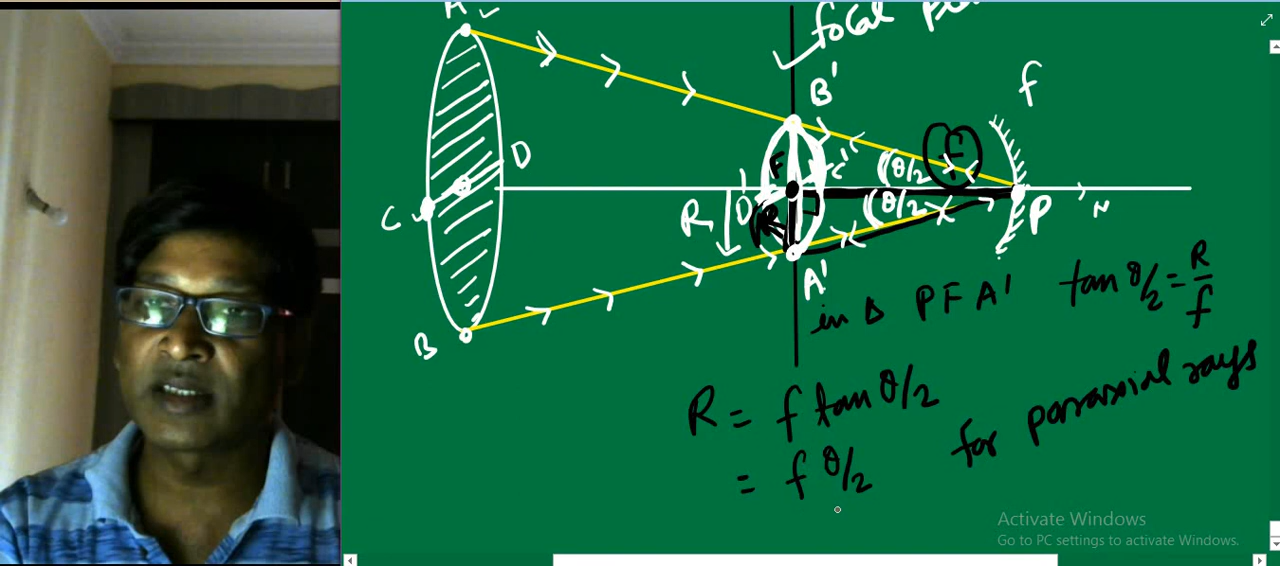 A
focal
B'
f
F
D
θ/2
C
D'
R
R
θ/2
P
N
A'
B
in Δ PFA' tan θ/2 = R/f
R = f tan θ/2
= f θ/2 for paraxial rays
Activate Windows
Go to PC settings to activate Windows.